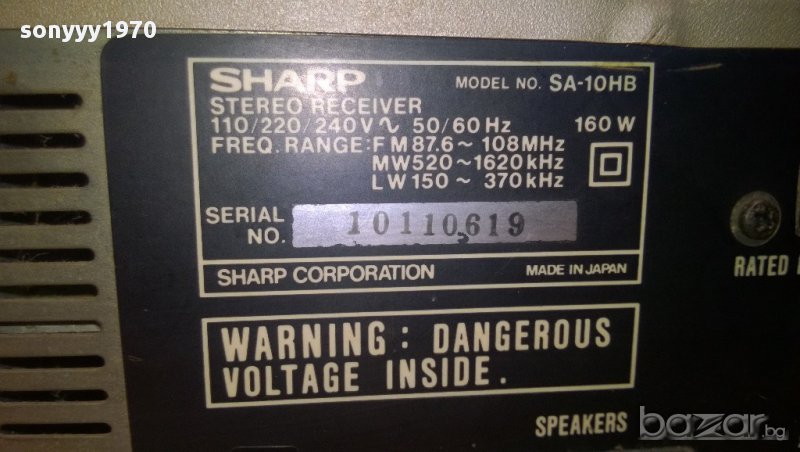 sonyyy1970
SHARP MODEL NO. SA-10HB
STEREO RECEIVER
110/220/240V~ 50/60 Hz 160 W
FREQ. RANGE: FM 87.6~ 108MHz
MW 520~ 1620 kHz
LW 150~ 370 kHz
SERIAL
NO. 10110619
SHARP CORPORATION MADE IN JAPAN
RATED
WARNING: DANGEROUS
VOLTAGE INSIDE.
SPEAKERS
bazar.bg